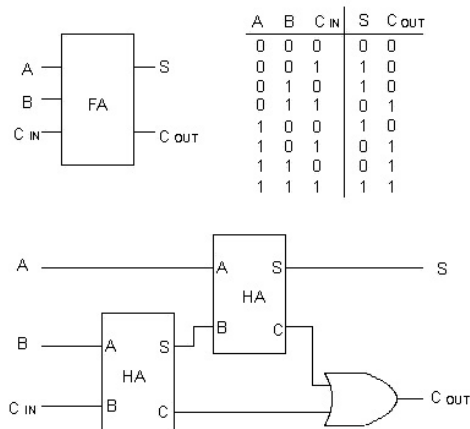 A B C IN S C OUT
0 0 0 0 0
0 0 1 1 0
0 1 0 1 0
0 1 1 0 1
1 0 0 1 0
1 0 1 0 1
1 1 0 0 1
1 1 1 1 1
A S
B FA
C IN C OUT
A A S S
HA
B C
B A S
HA
C IN B C
C OUT